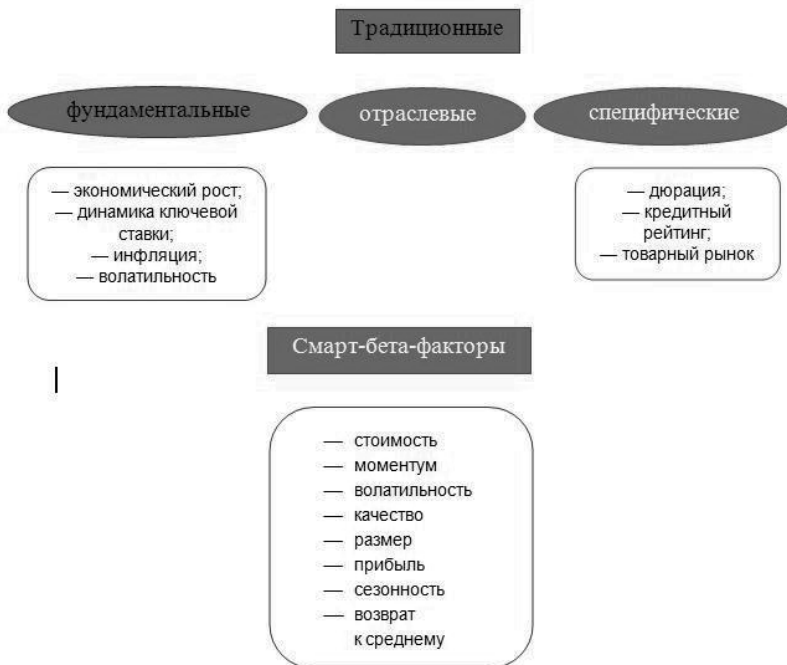 Традиционные
фундаментальные
отраслевые
специфические
— экономический рост;
— динамика ключевой
ставки;
— инфляция;
— волатильность
— дюрация;
— кредитный
рейтинг;
— товарный рынок
Смарт-бета-факторы
— стоимость
— моментум
— волатильность
— качество
— размер
— прибыль
— сезонность
— возврат
к среднему